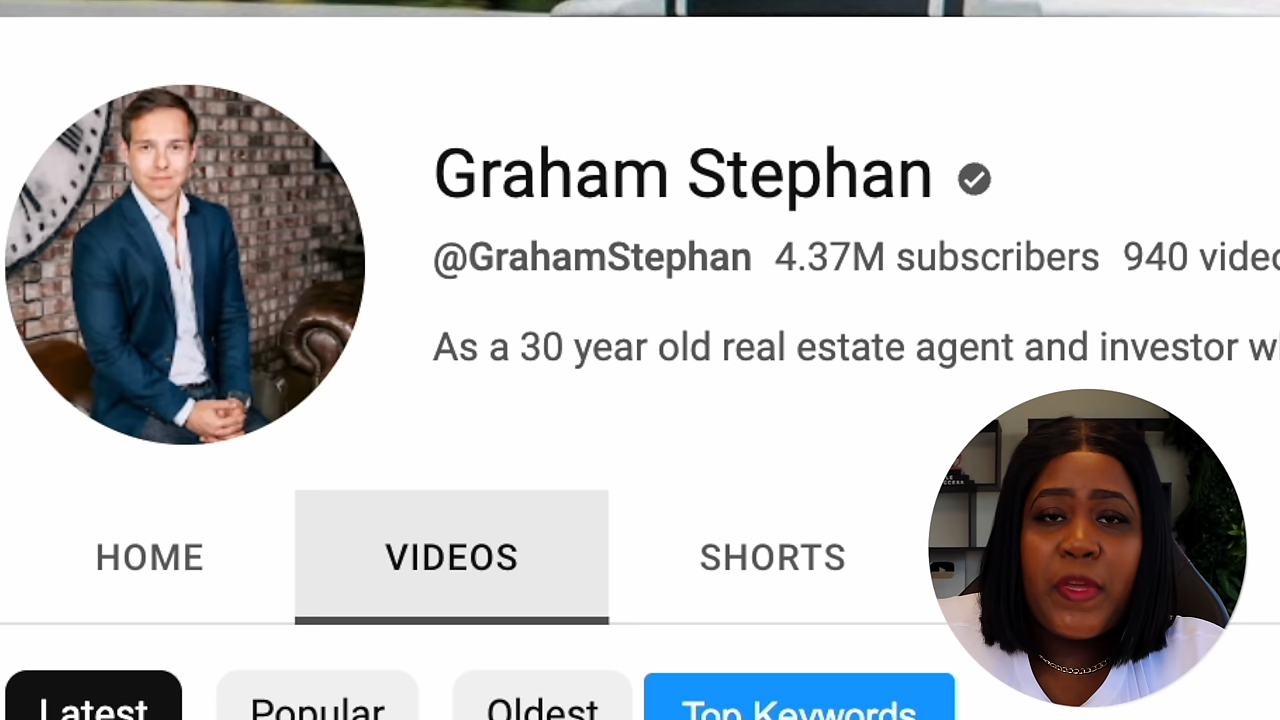 Graham Stephan
@GrahamStephan 4.37M subscribers 940
As a 30 year old real estate agent and investor
HOME VIDEOS SHORTS
Latest Popular Oldest Top Keywords